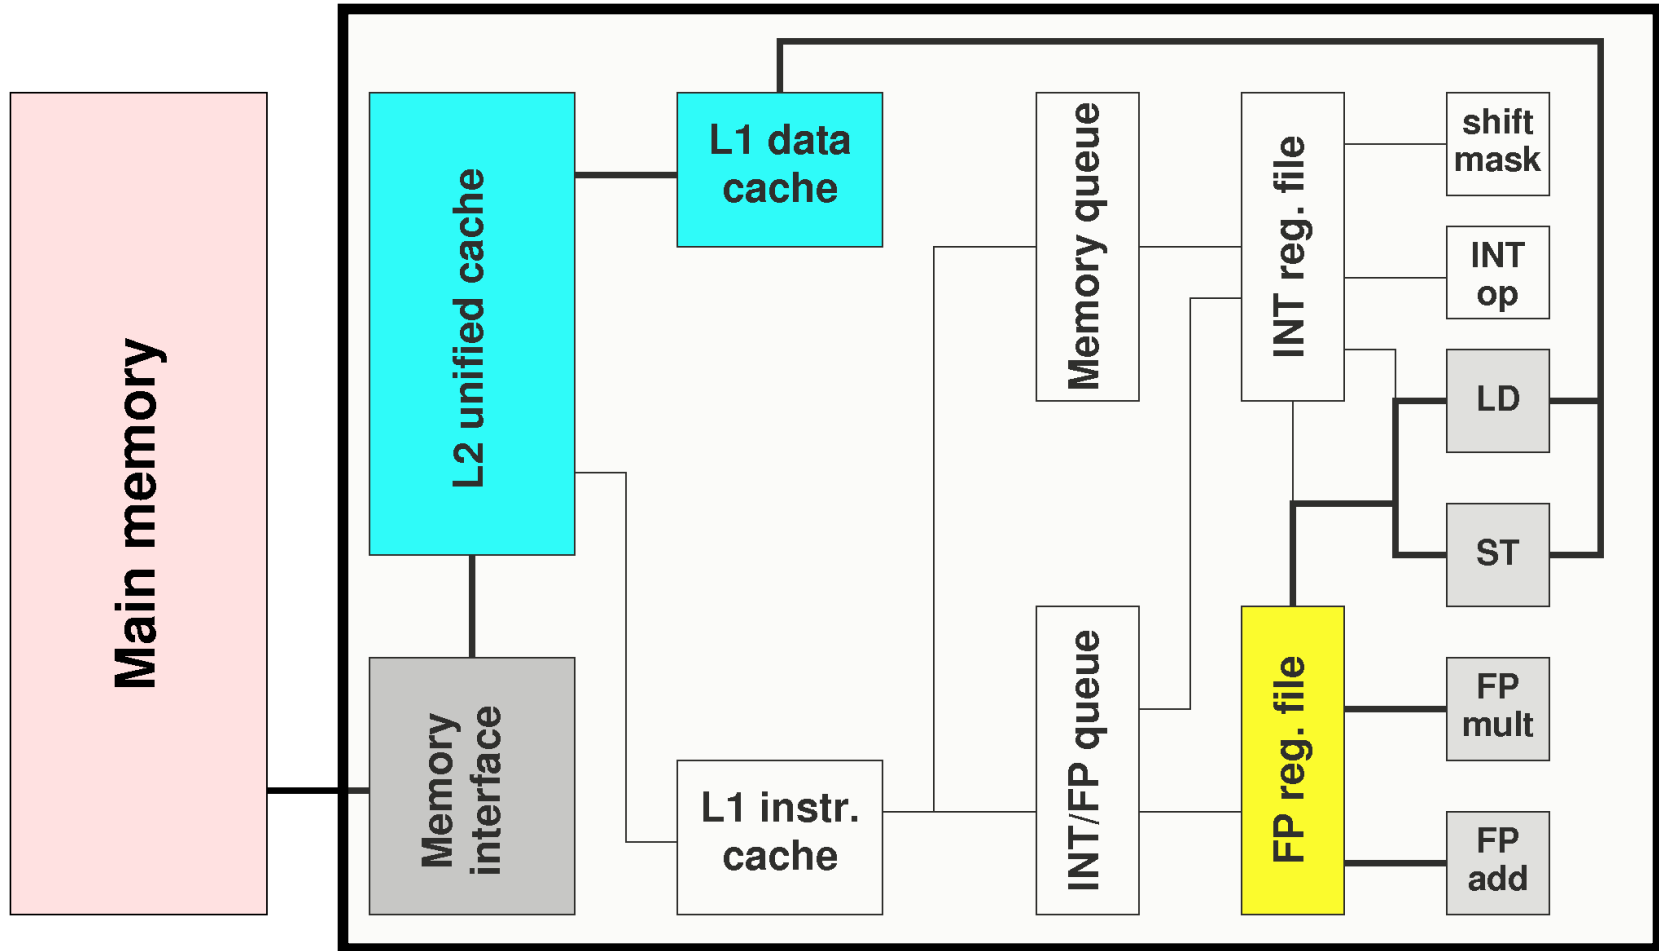 Main memory
L2 unified cache
Memory
interface
L1 data
cache
L1 instr.
cache
Memory queue
INT/FP queue
INT reg. file
FP reg. file
shift
mask
INT
op
LD
ST
FP
mult
FP
add